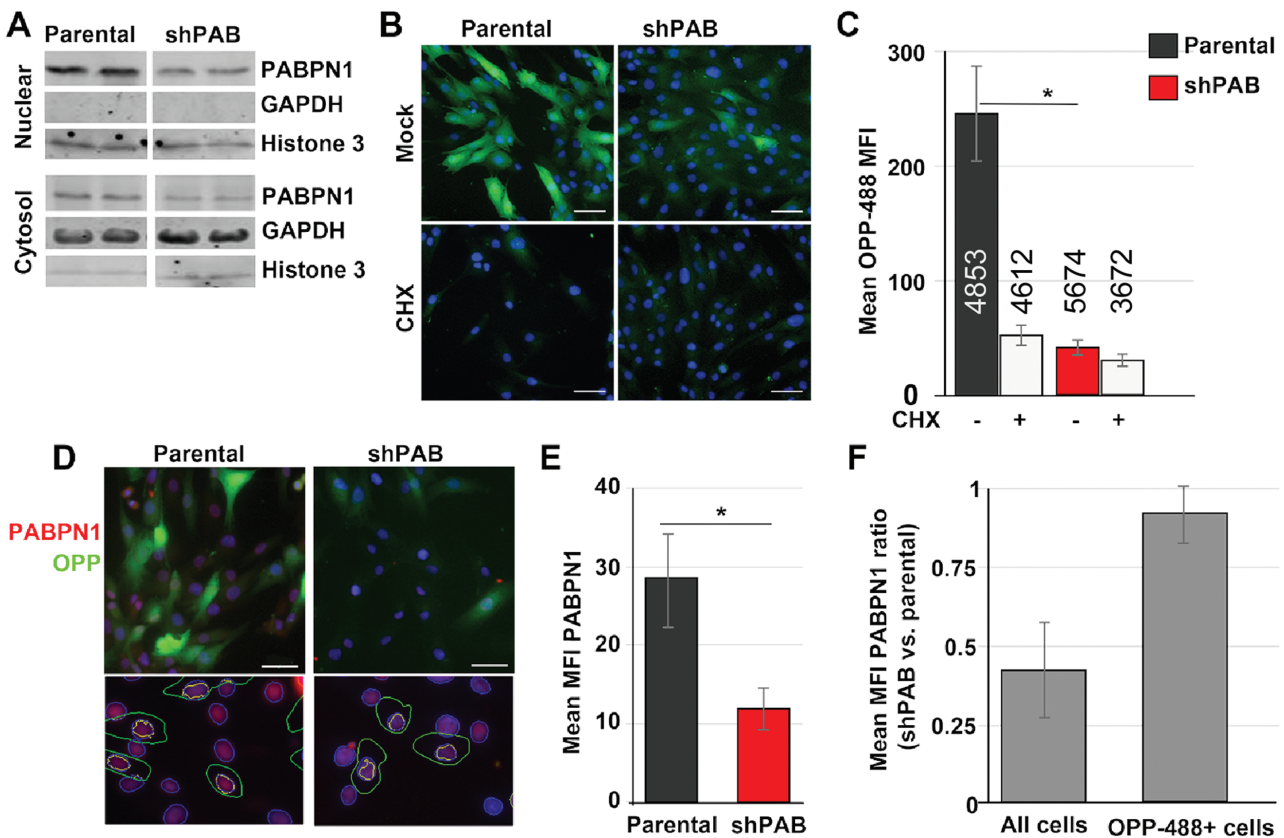 A
Parental shPAB
Nuclear
PABPN1
GAPDH
Histone 3
Cytosol
PABPN1
GAPDH
Histone 3
B
Parental shPAB
Mock
CHX
C
Parental
shPAB
Mean OPP-488 MFI
300
200
100
0
*
4853
4612
5674
3672
CHX - + - +
D
Parental shPAB
PABPN1
OPP
E
Mean MFI PABPN1
40
30
20
10
0
*
Parental shPAB
F
Mean MFI PABPN1 ratio
(shPAB vs. parental)
1
0.75
0.5
0.25
0
All cells OPP-488+ cells